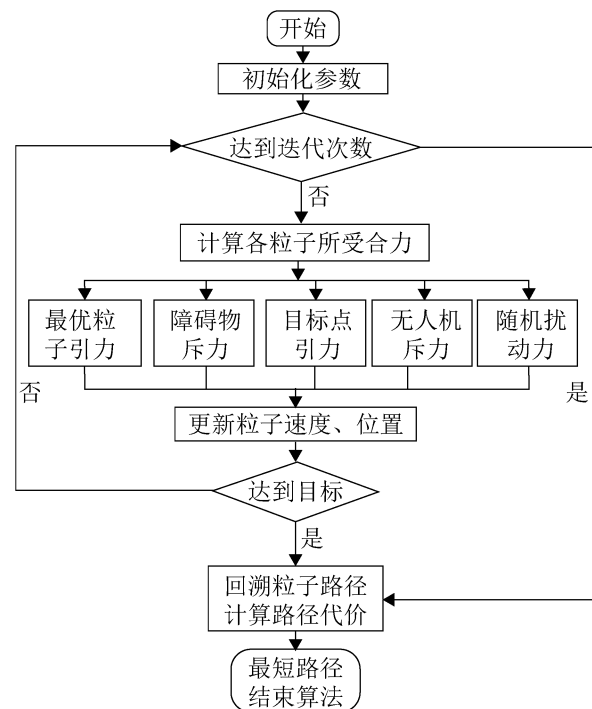 开始
初始化参数
达到迭代次数
否
计算各粒子所受合力
最优粒
子引力
障碍物
斥力
目标点
引力
无人机
斥力
随机扰
动力
否
是
更新粒子速度、位置
达到目标
是
回溯粒子路径
计算路径代价
最短路径
结束算法